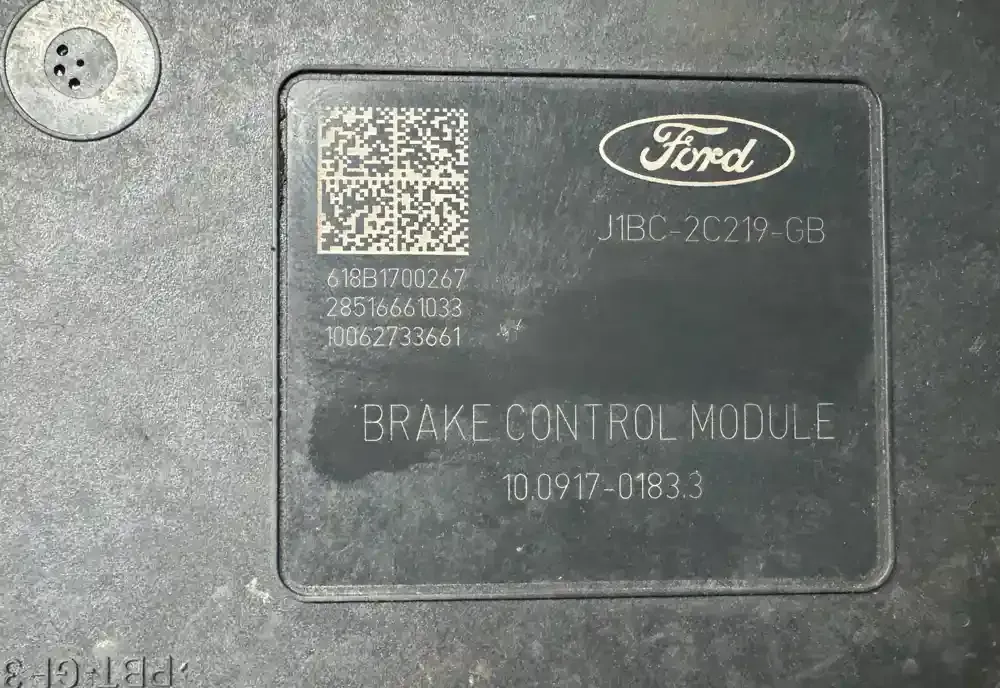 Ford
J1BC-2C219-GB
618B1700267
28516661033
10062733661
BRAKE CONTROL MODULE
10.0917-0183.3